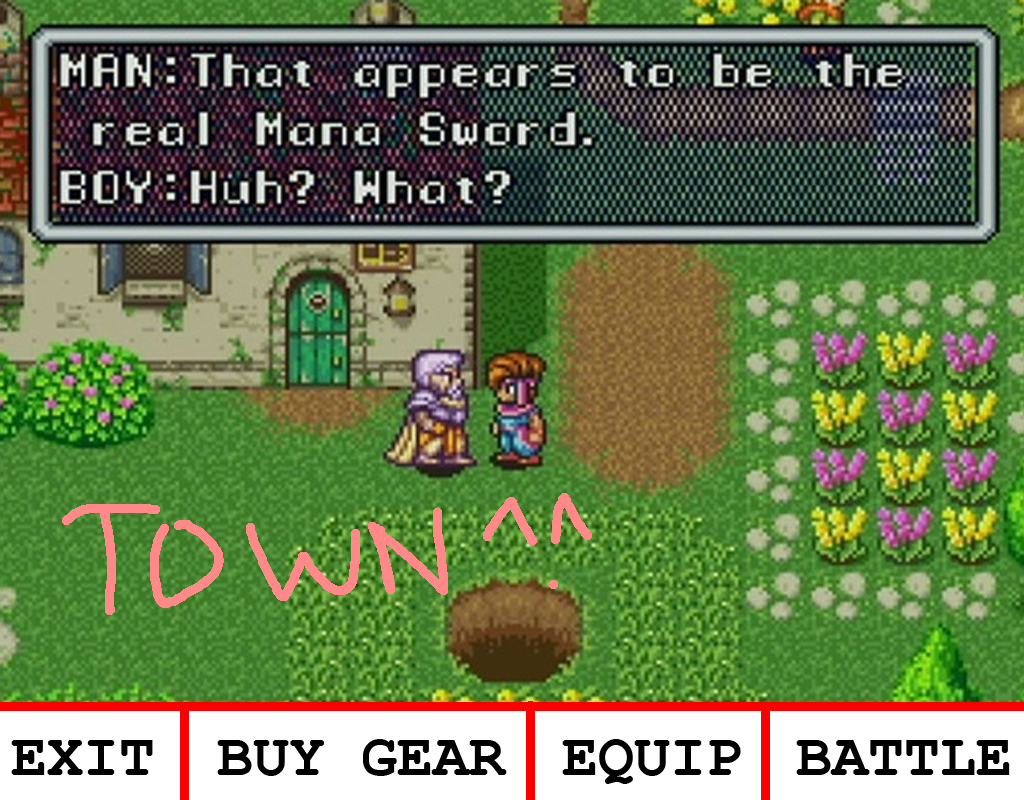 MAN:That appears to be the
real Mana Sword.
BOY:Huh? What?
TOWN ^.^
EXIT BUY GEAR EQUIP BATTLE